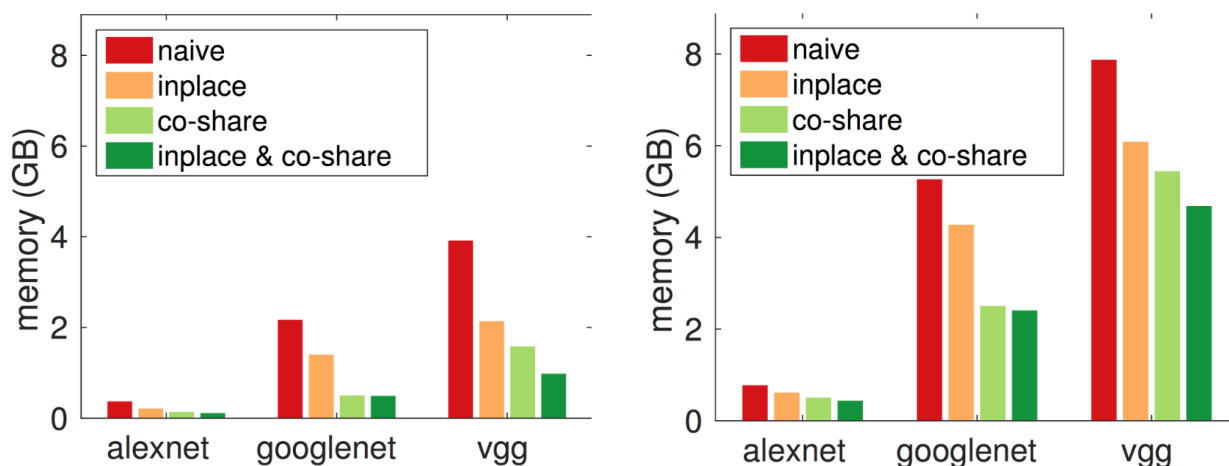 8
6
4
2
0
memory (GB)
naive
inplace
co-share
inplace & co-share
alexnet googlenet vgg
8
6
4
2
0
memory (GB)
naive
inplace
co-share
inplace & co-share
alexnet googlenet vgg